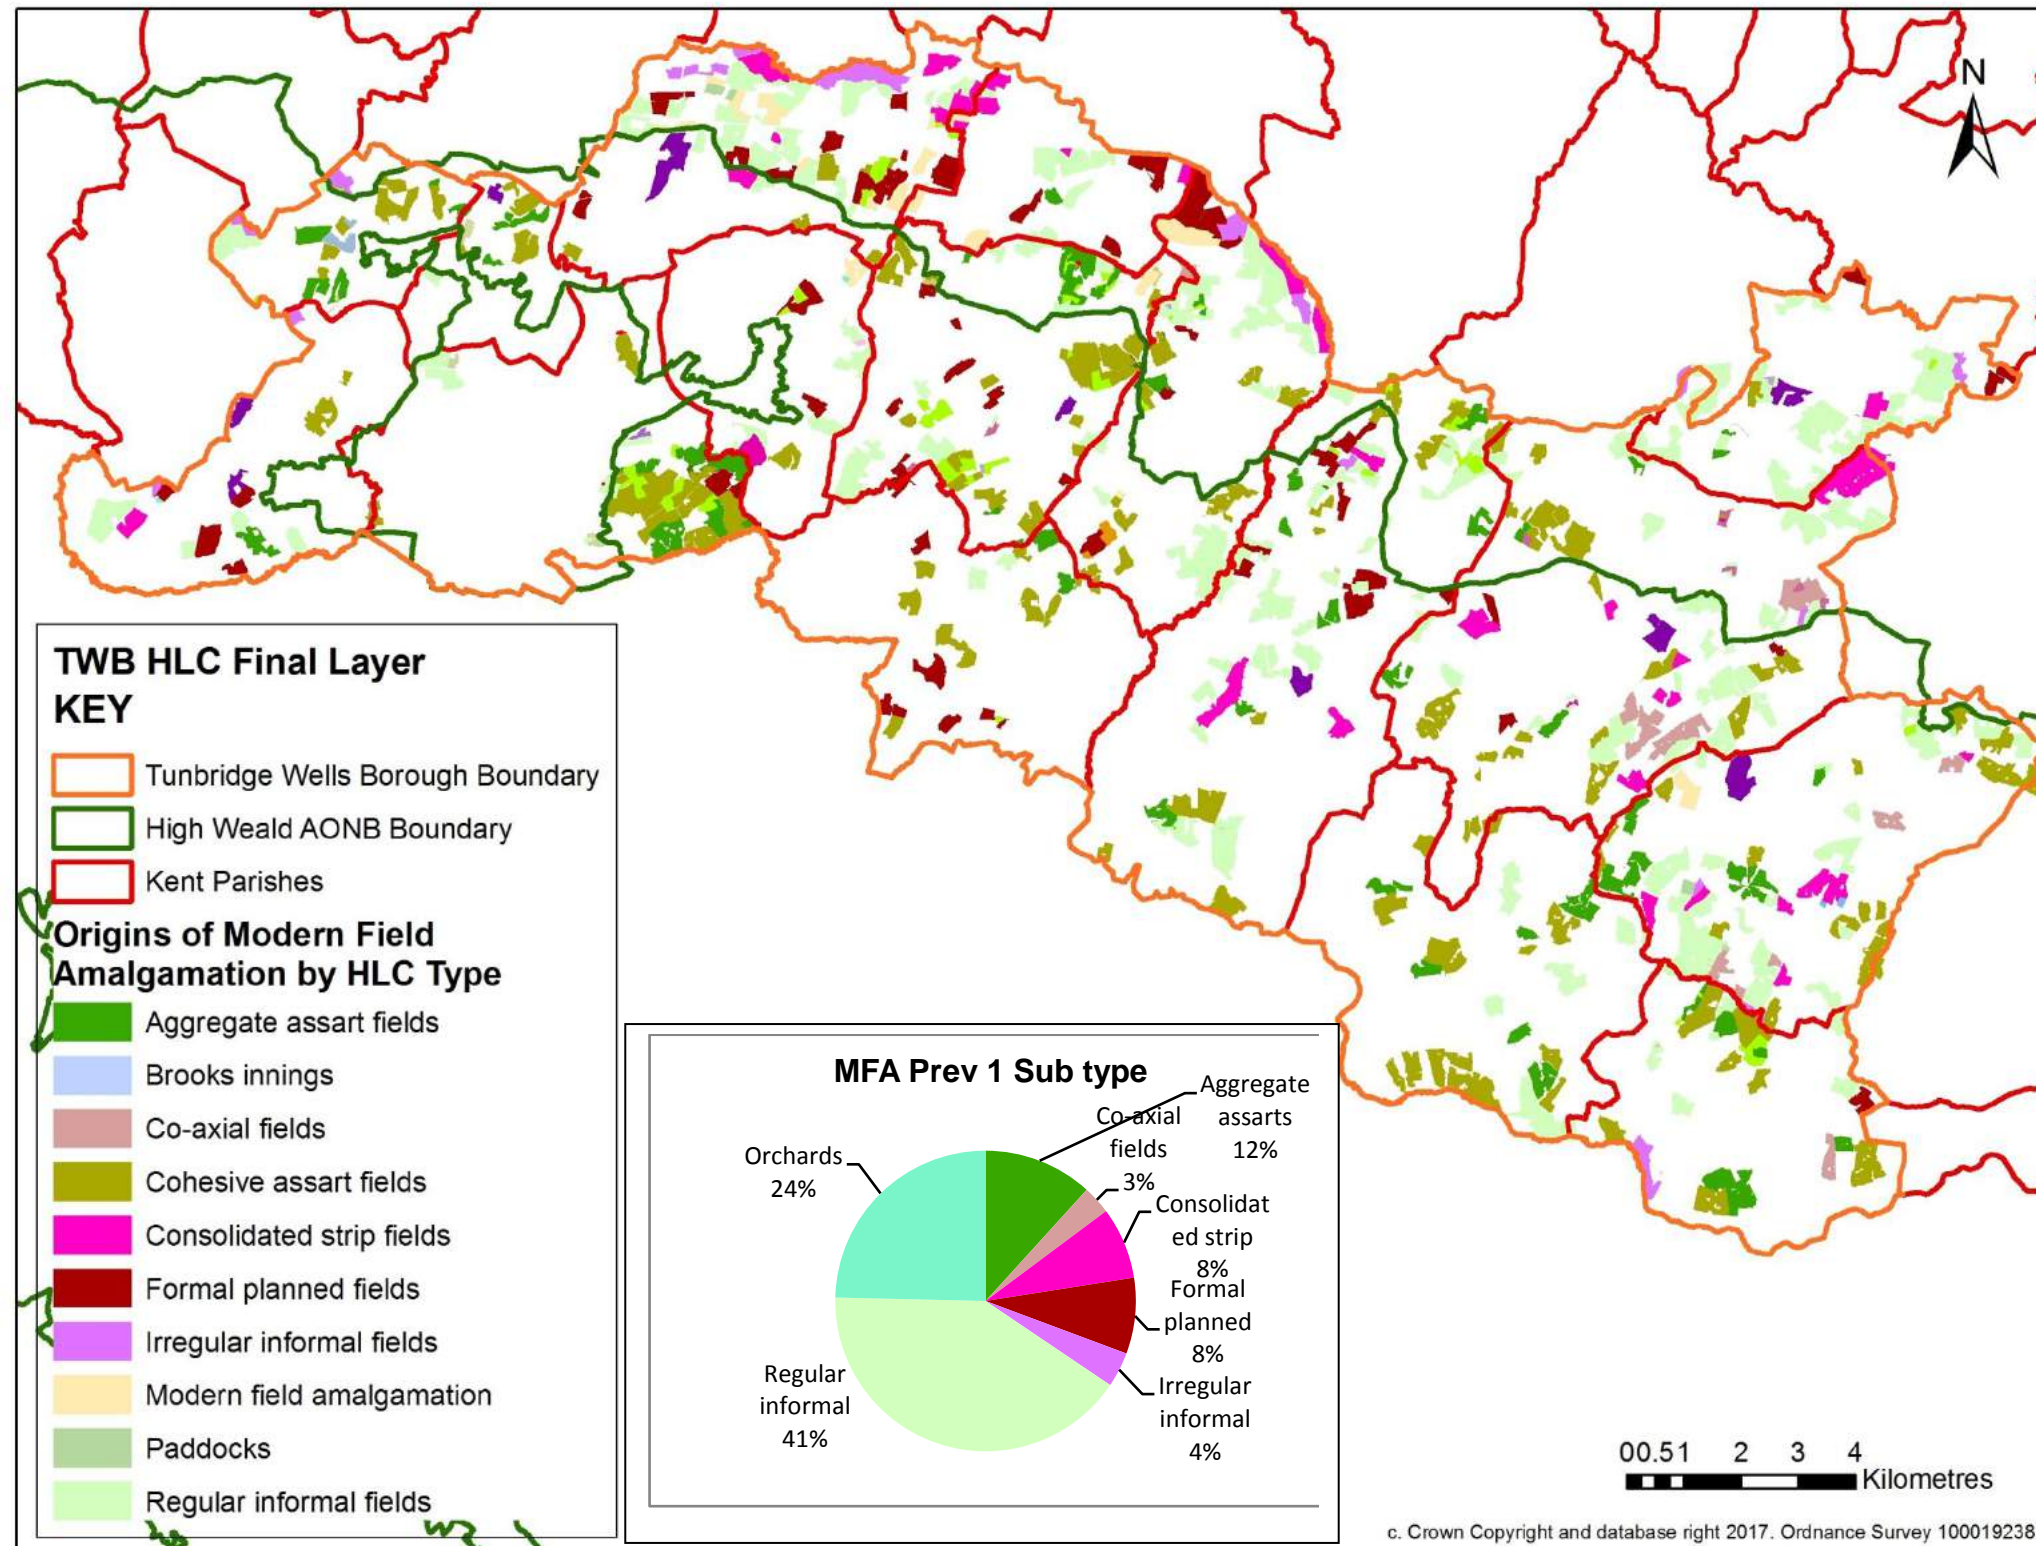 N
TWB HLC Final Layer
KEY
Tunbridge Wells Borough Boundary
High Weald AONB Boundary
Kent Parishes
Origins of Modern Field
Amalgamation by HLC Type
Aggregate assart fields
Brooks innings
Co-axial fields
Cohesive assart fields
Consolidated strip fields
Formal planned fields
Irregular informal fields
Modern field amalgamation
Paddocks
Regular informal fields
MFA Prev 1 Sub type
Aggregate
assarts
12%
Co-axial
fields
3%
Consolidat
ed strip
8%
Formal
planned
8%
Irregular
informal
4%
Regular
informal
41%
Orchards
24%
00.51 2 3 4
Kilometres
c. Crown Copyright and database right 2017. Ordnance Survey 100019238